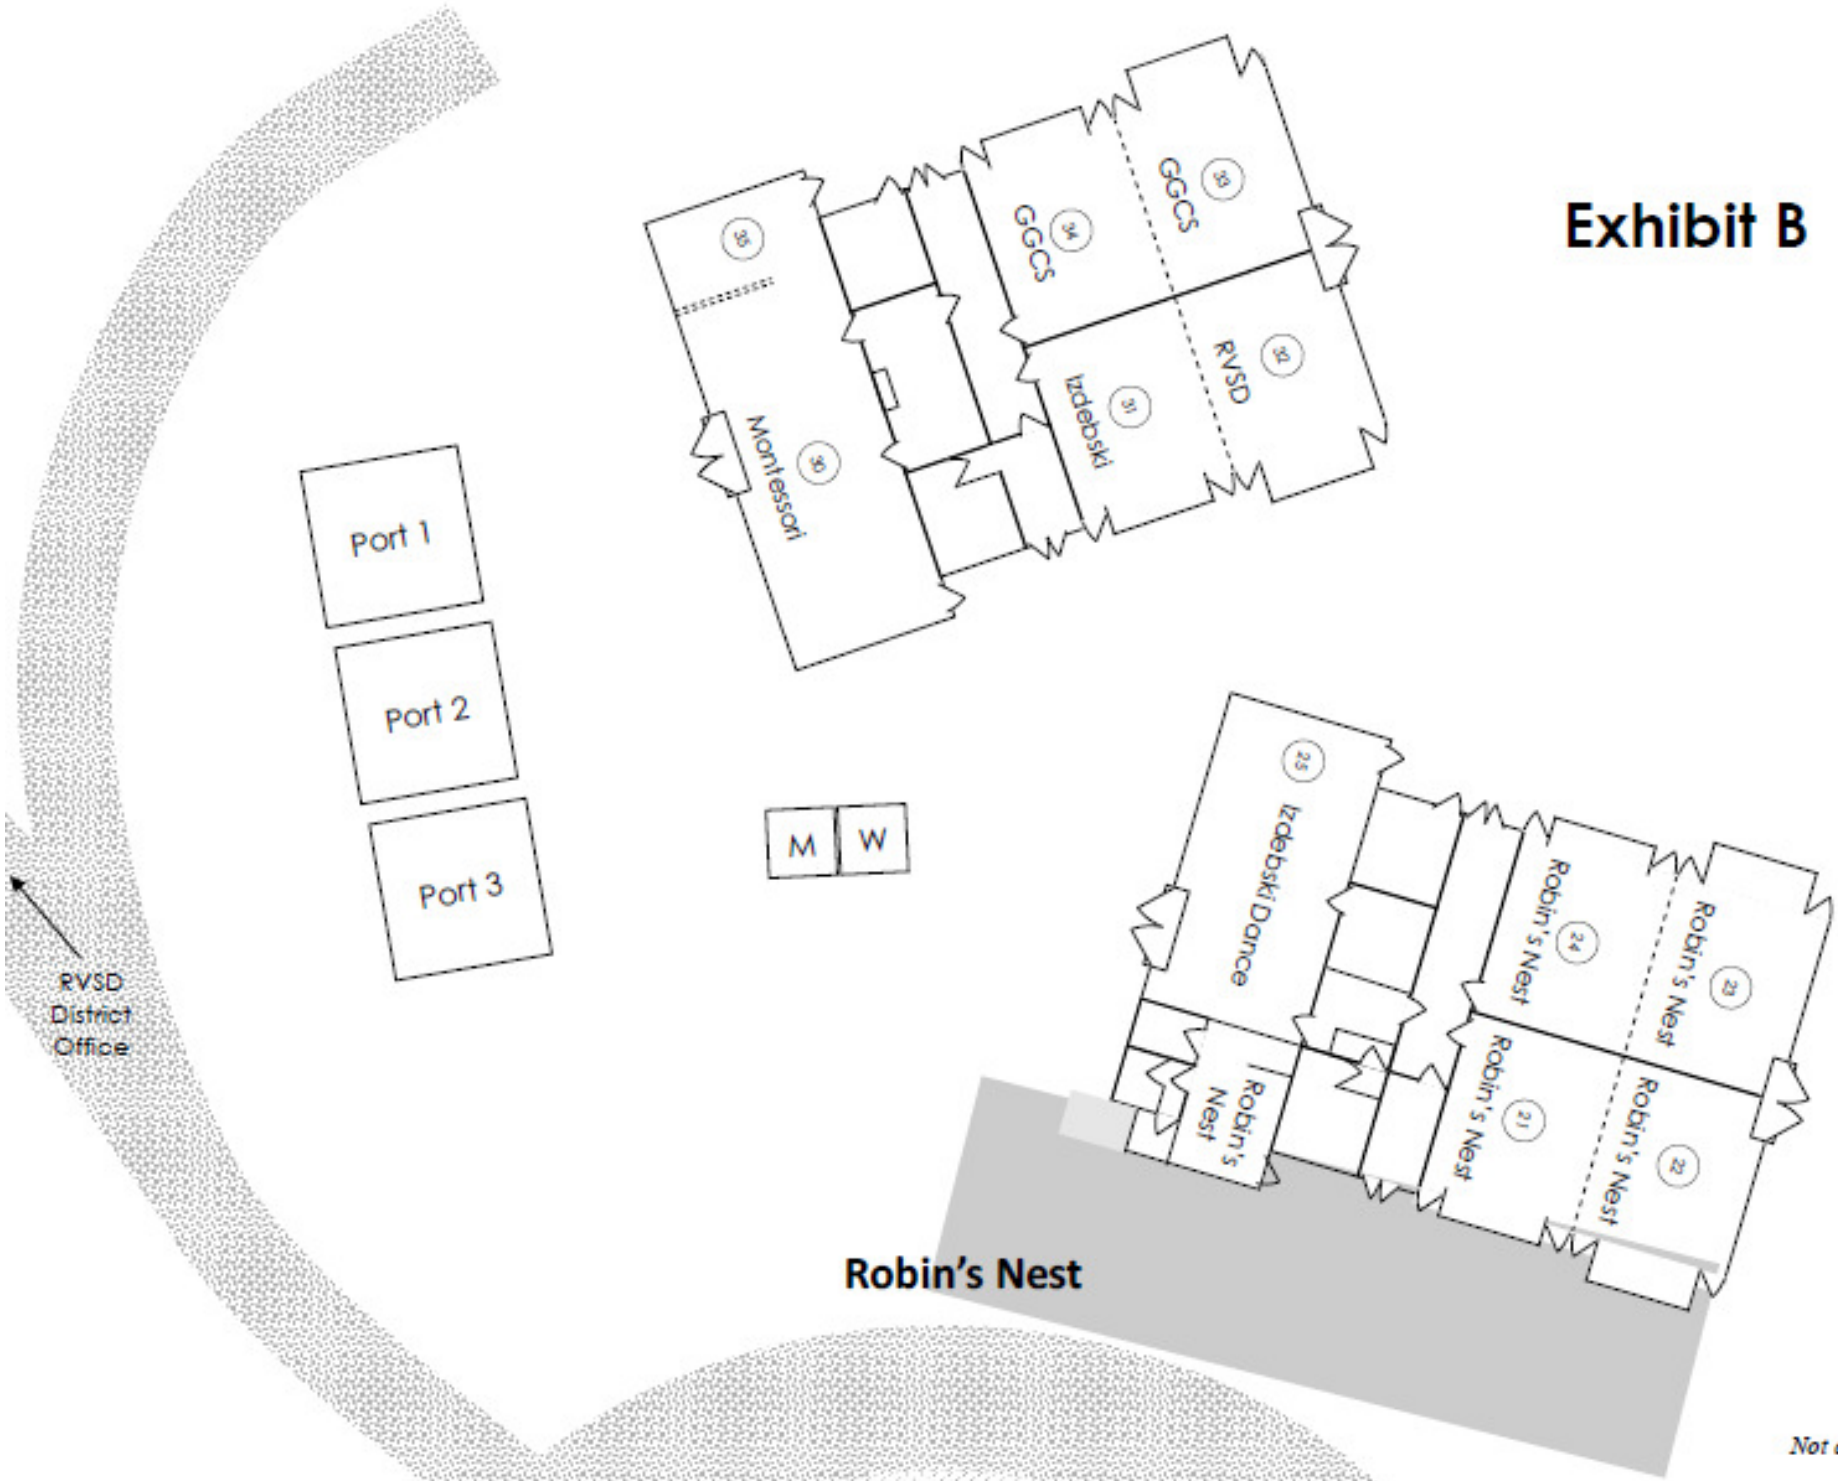 Exhibit B
33
GGCS
34
GGCS
35
32
RVSD
31
Izdebski
30
Montessori
Port 1
Port 2
Port 3
M
W
25
Izdebski Dance
24
Robin's Nest
23
Robin's Nest
21
Robin's Nest
22
Robin's Nest
Robin's
Nest
RVSD
District
Office
Robin's Nest
Not